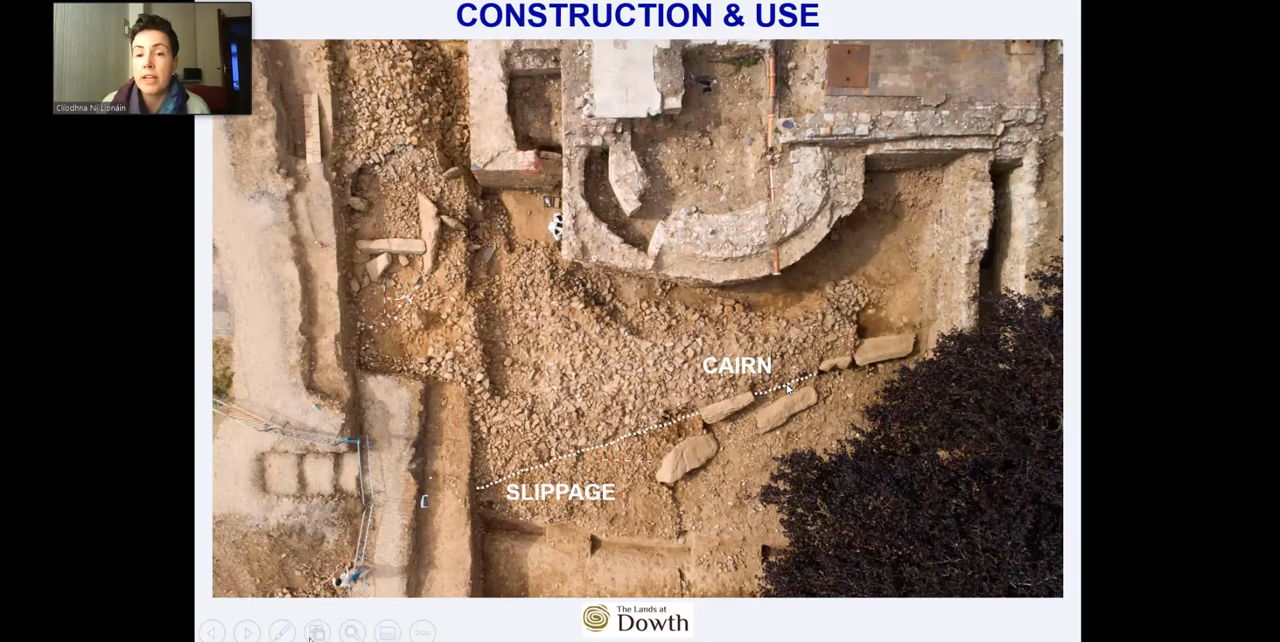 CONSTRUCTION & USE
Clíodhna Ní Lionáin
CAIRN
SLIPPAGE
The Lands at
Dowth